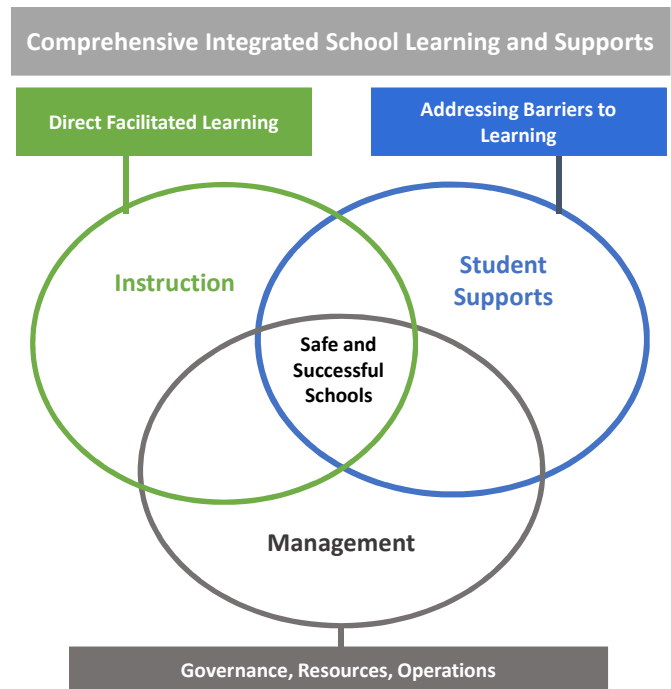 Comprehensive Integrated School Learning and Supports
Direct Facilitated Learning
Addressing Barriers to
Learning
Instruction
Student
Supports
Safe and
Successful
Schools
Management
Governance, Resources, Operations